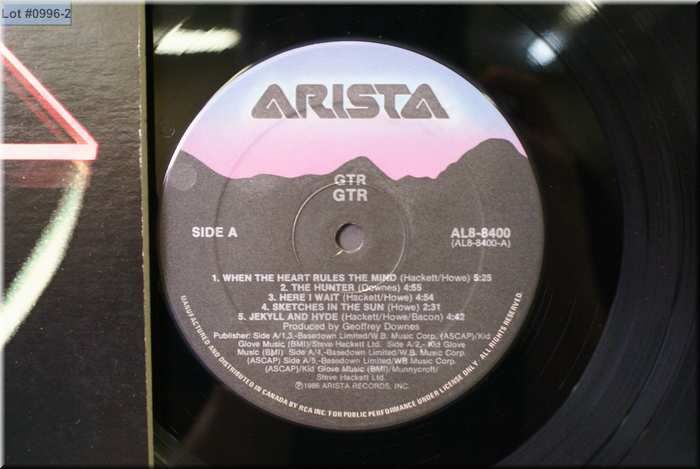 Lot #0996-2
ARISTA
GTR
GTR
SIDE A
AL8-8400
(AL8-8400-A)
1. WHEN THE HEART RULES THE MIND (Hackett/Howe) 5:25
2. THE HUNTER (Downes) 4:55
3. HERE I WAIT (Hackett/Howe) 4:54
4. SKETCHES IN THE SUN (Howe) 2:31
5. JEKYLL AND HYDE (Hackett/Howe/Bacon) 4:42
Produced by Geoffrey Downes
Publisher: Side A/1,3,-Basedown Limited/W.B. Music Corp. (ASCAP)/Kid
Glove Music (BMI)/Steve Hackett Ltd. Side A/2,- Kid Glove
Music (BMI) Side A/4,-Basedown Limited/W.B. Music Corp.
(ASCAP) Side A/5,-Basedown Limited/WB Music Corp.
(ASCAP)/Kid Glove Music (BMI)/Munnycroft/
Steve Hackett Ltd.
Ⓟ©1986 ARISTA RECORDS, INC.
MANUFACTURED AND DISTRIBUTED IN CANADA BY RCA INC. FOR PUBLIC PERFORMANCE UNDER LICENSE ONLY. ALL RIGHTS RESERVED.